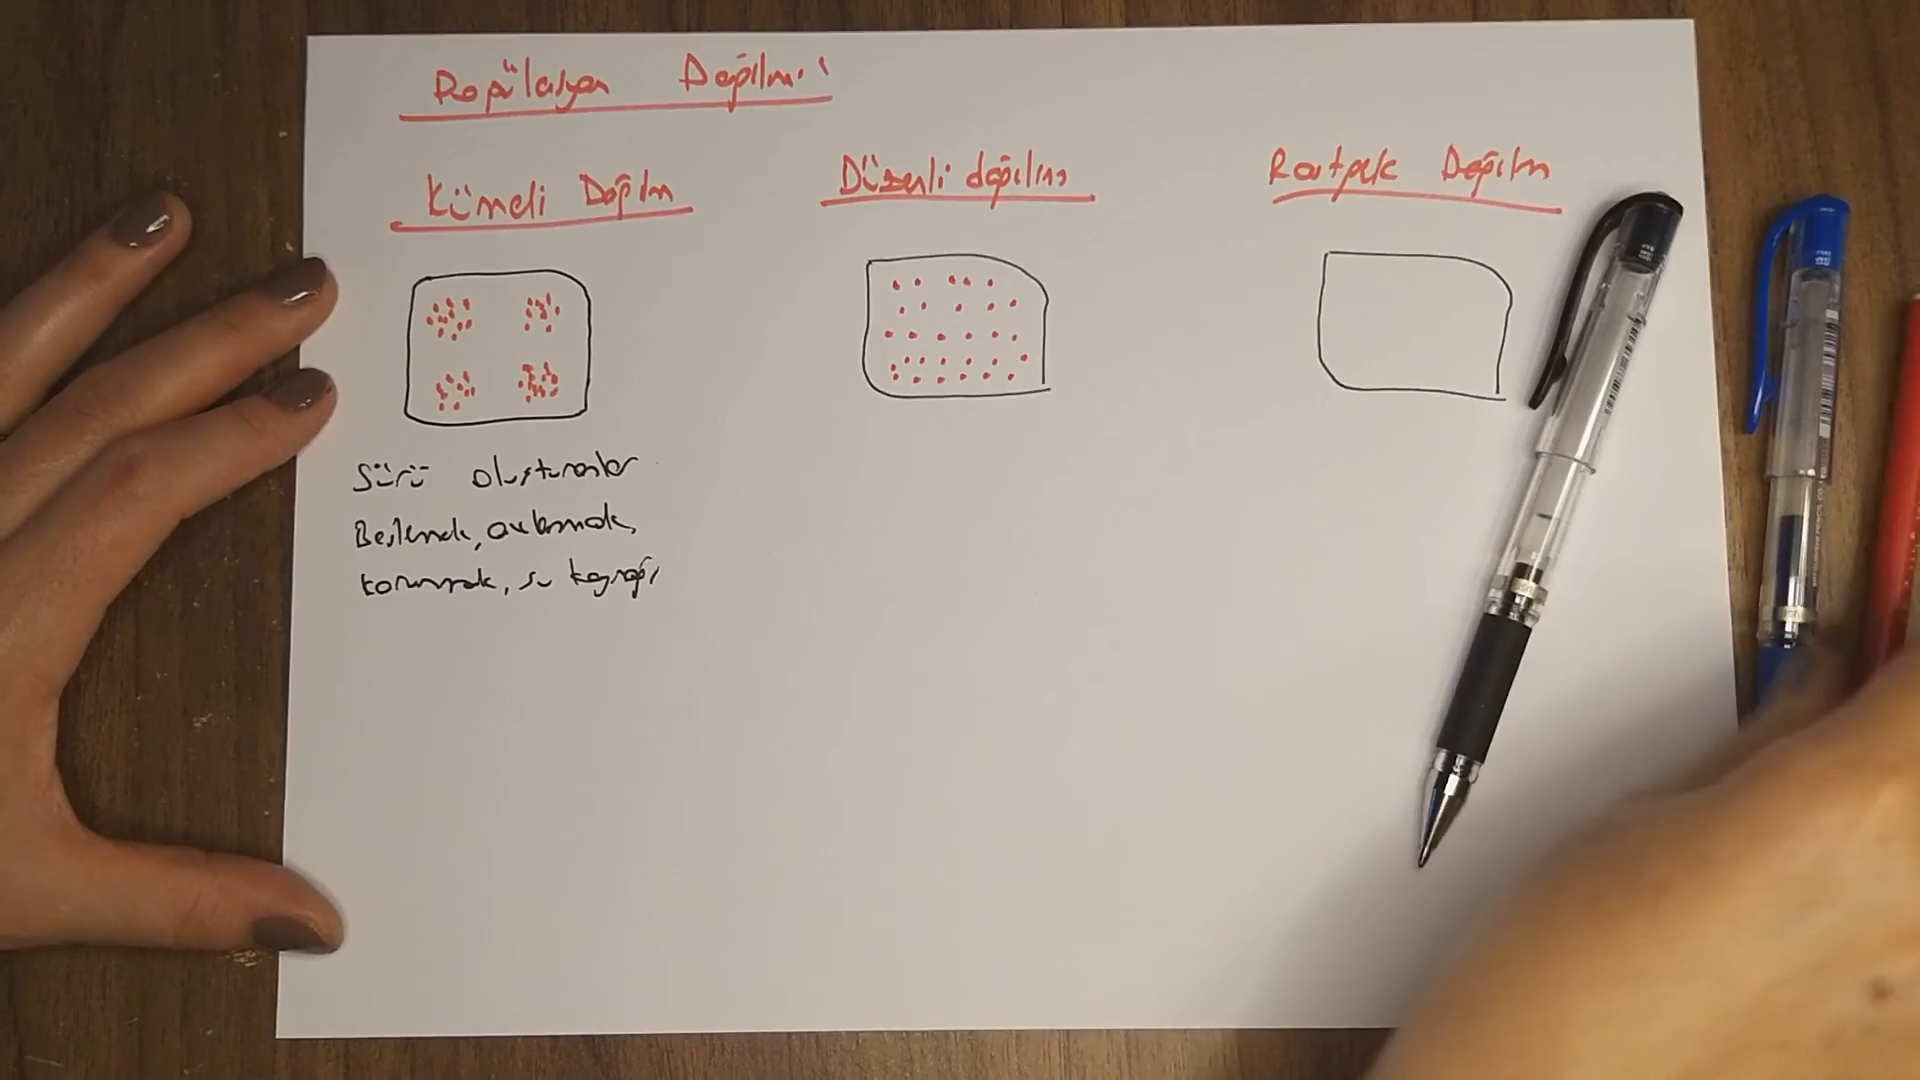 Popülasyon Dağılımı
Kümeli Dağılım
Düzenli dağılım
Rastgele Dağılım
Sürü oluşturanlar
Beslenmek, avlanmak,
korunmak, su kaynağı